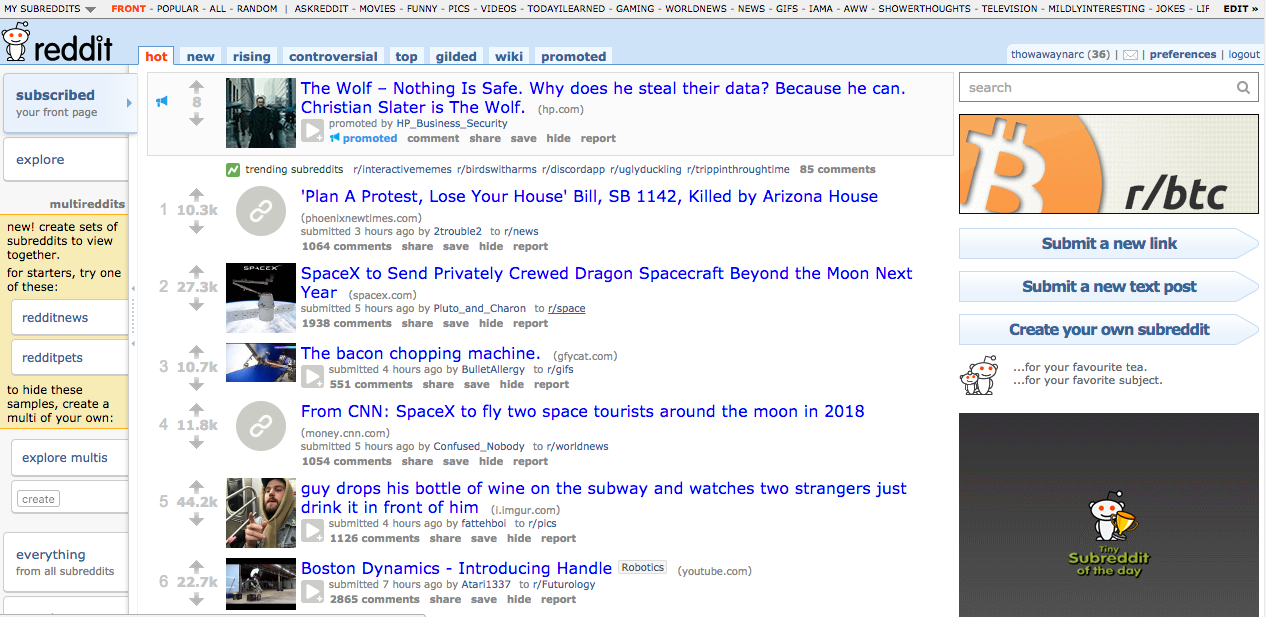 MY SUBREDDITS FRONT - POPULAR - ALL - RANDOM | ASKREDDIT - MOVIES - FUNNY - PICS - VIDEOS - TODAYILEARNED - GAMING - WORLDNEWS - NEWS - GIFS - IAMA - AWW - SHOWERTHOUGHTS - TELEVISION - MILDLYINTERESTING - JOKES - LIF EDIT »
reddit hot new rising controversial top gilded wiki promoted
thowawaynarc (36) | | preferences | logout
subscribed
your front page
explore
multireddits
new! create sets of
subreddits to view
together.
for starters, try one
of these:
redditnews
redditpets
to hide these
samples, create a
multi of your own:
explore multis
create
everything
from all subreddits
8
The Wolf – Nothing Is Safe. Why does he steal their data? Because he can.
Christian Slater is The Wolf. (hp.com)
promoted by HP_Business_Security
promoted comment share save hide report
trending subreddits r/interactivememes r/birdswitharms r/discordapp r/uglyduckling r/trippinthroughtime 85 comments
1 10.3k
'Plan A Protest, Lose Your House' Bill, SB 1142, Killed by Arizona House
(phoenixnewtimes.com)
submitted 3 hours ago by 2trouble2 to r/news
1064 comments share save hide report
2 27.3k
SPACEX
SpaceX to Send Privately Crewed Dragon Spacecraft Beyond the Moon Next
Year (spacex.com)
submitted 5 hours ago by Pluto_and_Charon to r/space
1938 comments share save hide report
3 10.7k
The bacon chopping machine. (gfycat.com)
submitted 4 hours ago by BulletAllergy to r/gifs
551 comments share save hide report
4 11.8k
From CNN: SpaceX to fly two space tourists around the moon in 2018
(money.cnn.com)
submitted 5 hours ago by Confused_Nobody to r/worldnews
1054 comments share save hide report
5 44.2k
guy drops his bottle of wine on the subway and watches two strangers just
drink it in front of him (i.imgur.com)
submitted 4 hours ago by fattehboi to r/pics
1126 comments share save hide report
6 22.7k
Boston Dynamics - Introducing Handle Robotics (youtube.com)
submitted 7 hours ago by Atari1337 to r/Futurology
2865 comments share save hide report
search
r/btc
Submit a new link
Submit a new text post
Create your own subreddit
...for your favourite tea.
...for your favorite subject.
Tiny
Subreddit
of the day